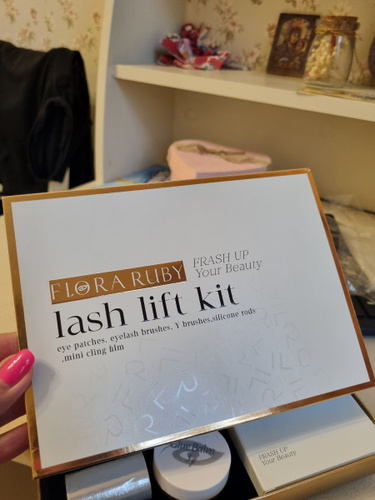 FLORA RUBY
FRASH UP
Your Beauty
lash lift kit
eye patches, eyelash brushes, Y brushes,silicone rods
,mini cling film
FRASH UP
Your Beauty